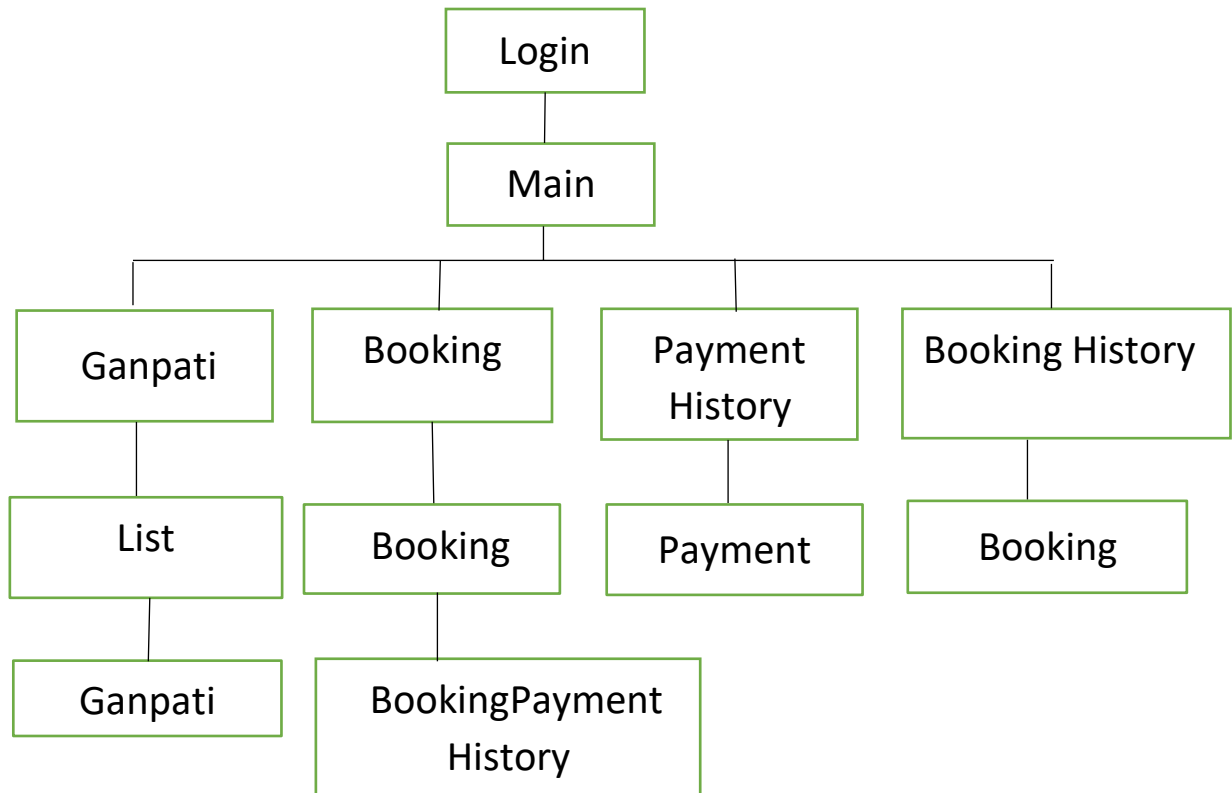 Login
Main
Ganpati
Booking
Payment
History
Booking History
List
Booking
Payment
Booking
Ganpati
BookingPayment
History